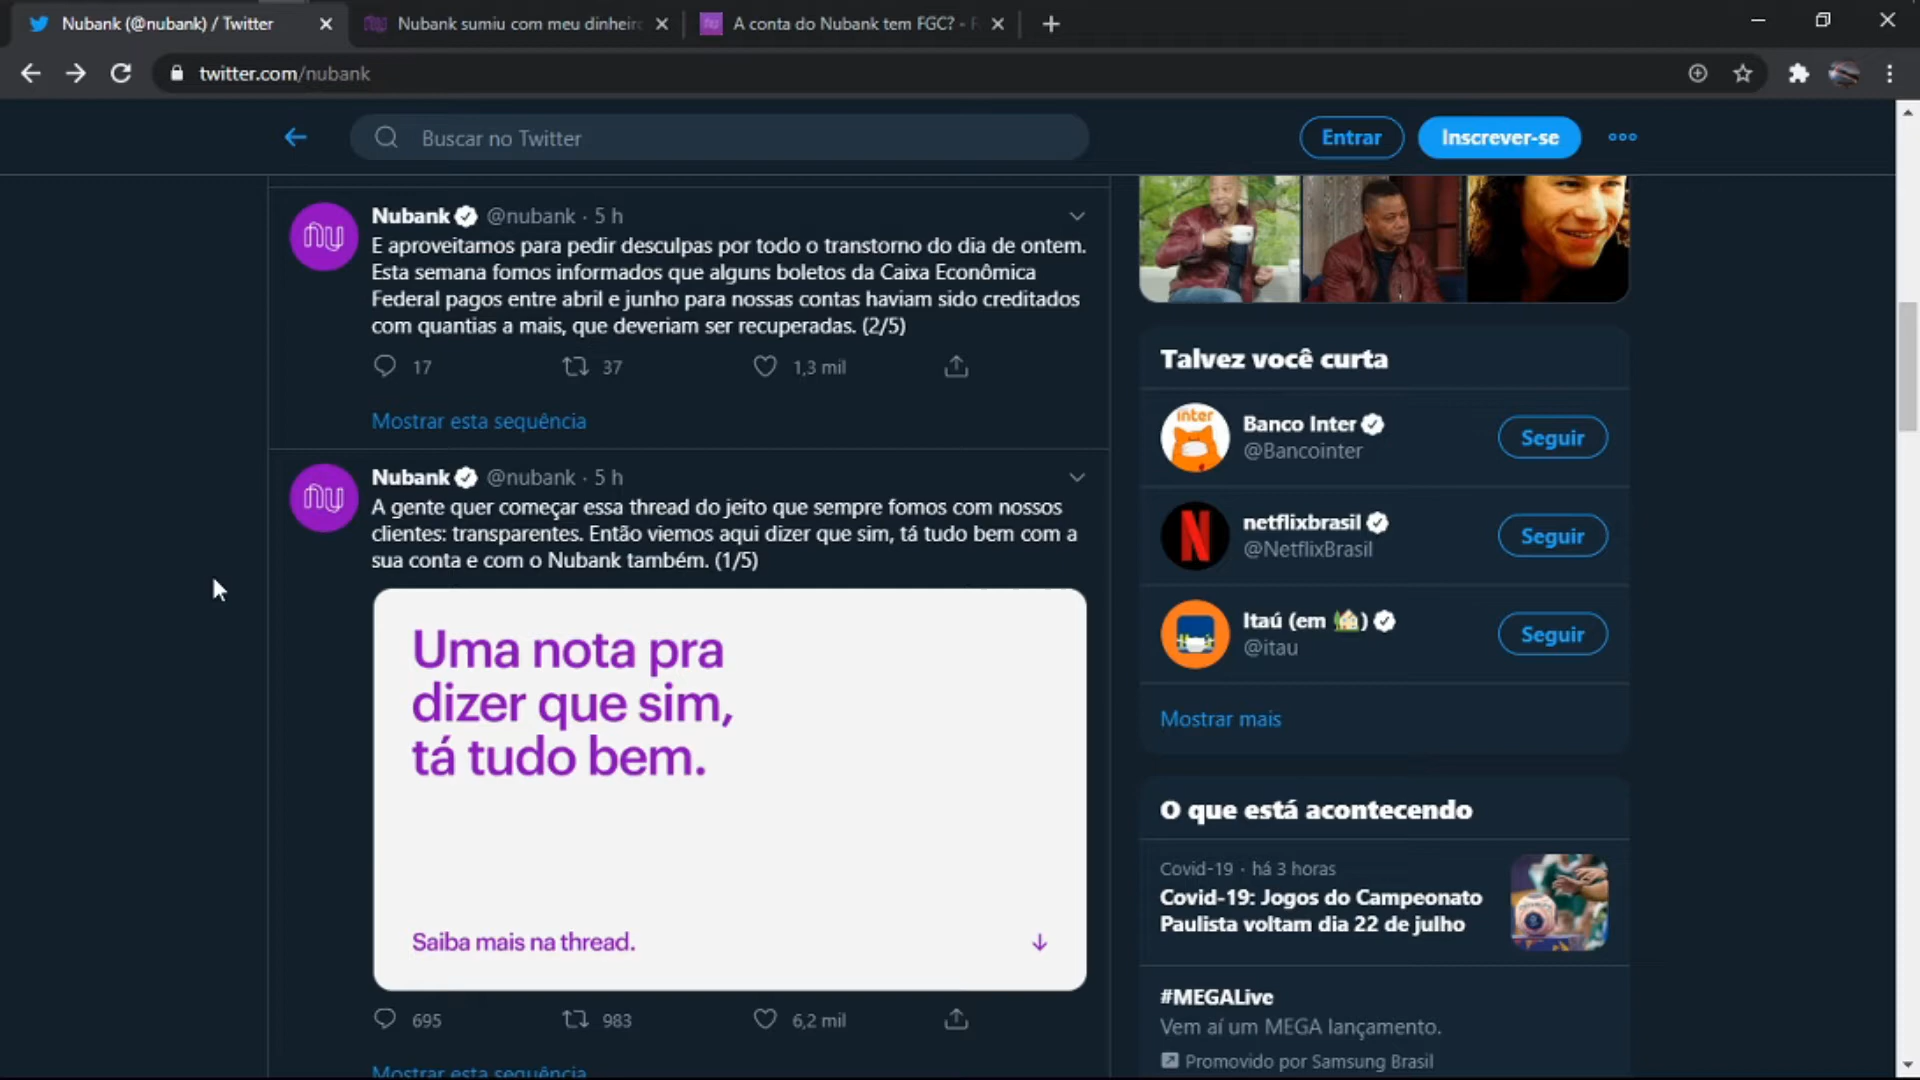 Nubank (@nubank) / Twitter
Nubank sumiu com meu dinheiro
A conta do Nubank tem FGC? -
twitter.com/nubank
Buscar no Twitter
Entrar
Inscrever-se
Nubank @nubank · 5 h
E aproveitamos para pedir desculpas por todo o transtorno do dia de ontem.
Esta semana fomos informados que alguns boletos da Caixa Econômica
Federal pagos entre abril e junho para nossas contas haviam sido creditados
com quantias a mais, que deveriam ser recuperadas. (2/5)
17 37 1,3 mil
Mostrar esta sequência
Nubank @nubank · 5 h
A gente quer começar essa thread do jeito que sempre fomos com nossos
clientes: transparentes. Então viemos aqui dizer que sim, tá tudo bem com a
sua conta e com o Nubank também. (1/5)
Uma nota pra
dizer que sim,
tá tudo bem.
Saiba mais na thread.
695 983 6,2 mil
Mostrar esta sequência
Talvez você curta
inter
Banco Inter
@Bancointer
Seguir
netflixbrasil
@NetflixBrasil
Seguir
Itaú (em 🏡)
@itau
Seguir
Mostrar mais
O que está acontecendo
Covid-19 · há 3 horas
Covid-19: Jogos do Campeonato
Paulista voltam dia 22 de julho
#MEGALive
Vem aí um MEGA lançamento.
Promovido por Samsung Brasil